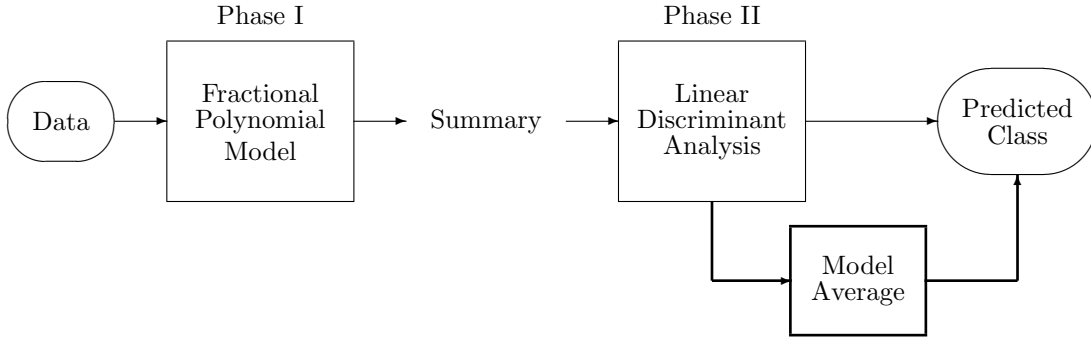 Phase I
Phase II
Data
Fractional
Polynomial
Model
Summary
Linear
Discriminant
Analysis
Predicted
Class
Model
Average